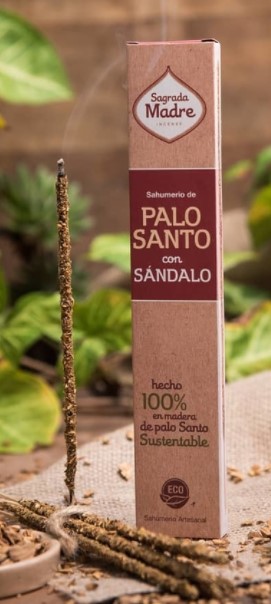 Sagrada
Madre
INCENSE
Sahumerio de
PALO
SANTO
con
SÁNDALO
hecho
100%
en madera
de palo Santo
Sustentable.
ECO
Sahumerio Artesanal